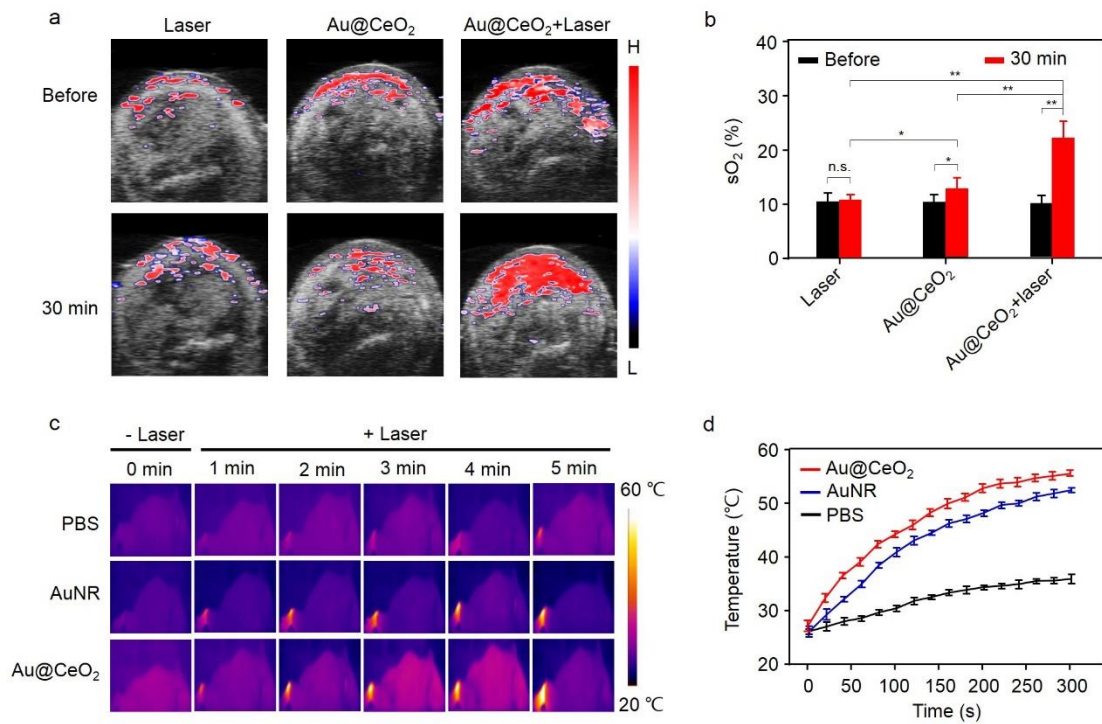 a
Laser
Au@CeO₂
Au@CeO₂+Laser
Before
30 min
H
L
b
Before
30 min
sO₂ (%)
40
30
20
10
0
n.s.
*
*
**
**
**
Laser
Au@CeO₂
Au@CeO₂+laser
c
- Laser
+ Laser
0 min
1 min
2 min
3 min
4 min
5 min
PBS
AuNR
Au@CeO₂
60 ℃
20 ℃
d
Au@CeO₂
AuNR
PBS
Temperature (℃)
60
50
40
30
20
0 50 100 150 200 250 300
Time (s)